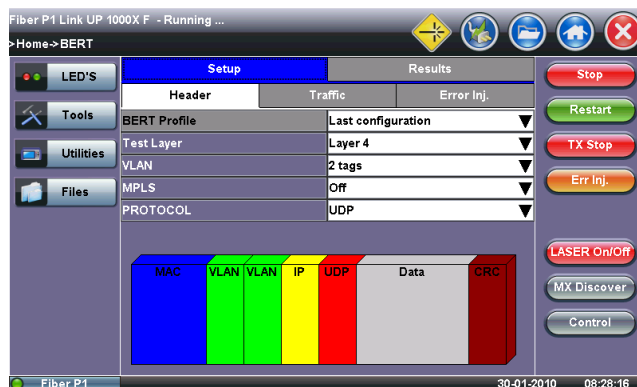 Fiber P1 Link UP 1000X F - Running ...
>Home->BERT
LED'S
Tools
Utilities
Files
Setup
Results
Header
Traffic
Error Inj.
BERT Profile
Last configuration
Test Layer
Layer 4
VLAN
2 tags
MPLS
Off
PROTOCOL
UDP
MAC
VLAN
VLAN
IP
UDP
Data
CRC
Stop
Restart
TX Stop
Err Inj.
LASER On/Off
MX Discover
Control
Fiber P1
30-01-2010 08:28:16